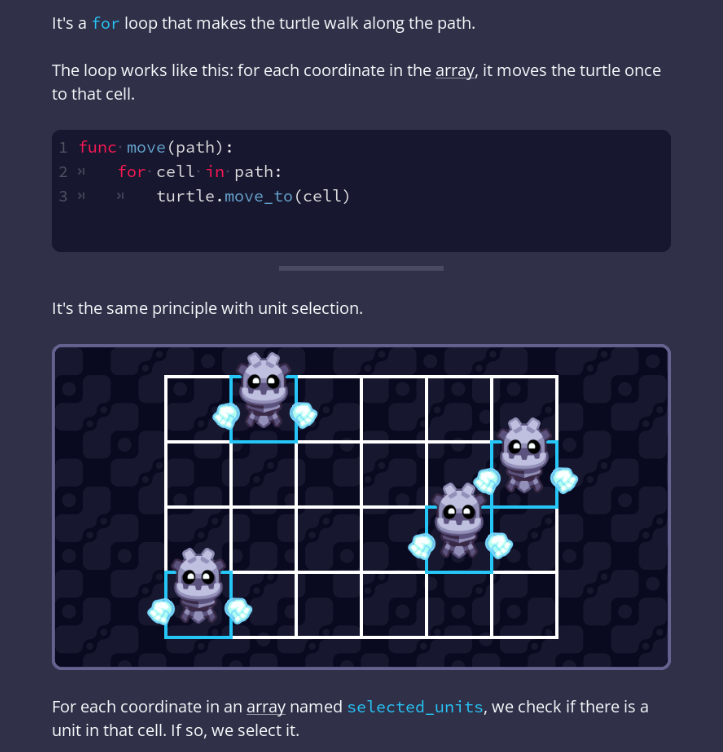 It's a for loop that makes the turtle walk along the path.
The loop works like this: for each coordinate in the array, it moves the turtle once
to that cell.
1 func move(path):
2 for cell in path:
3 turtle.move_to(cell)
It's the same principle with unit selection.
For each coordinate in an array named selected_units, we check if there is a
unit in that cell. If so, we select it.